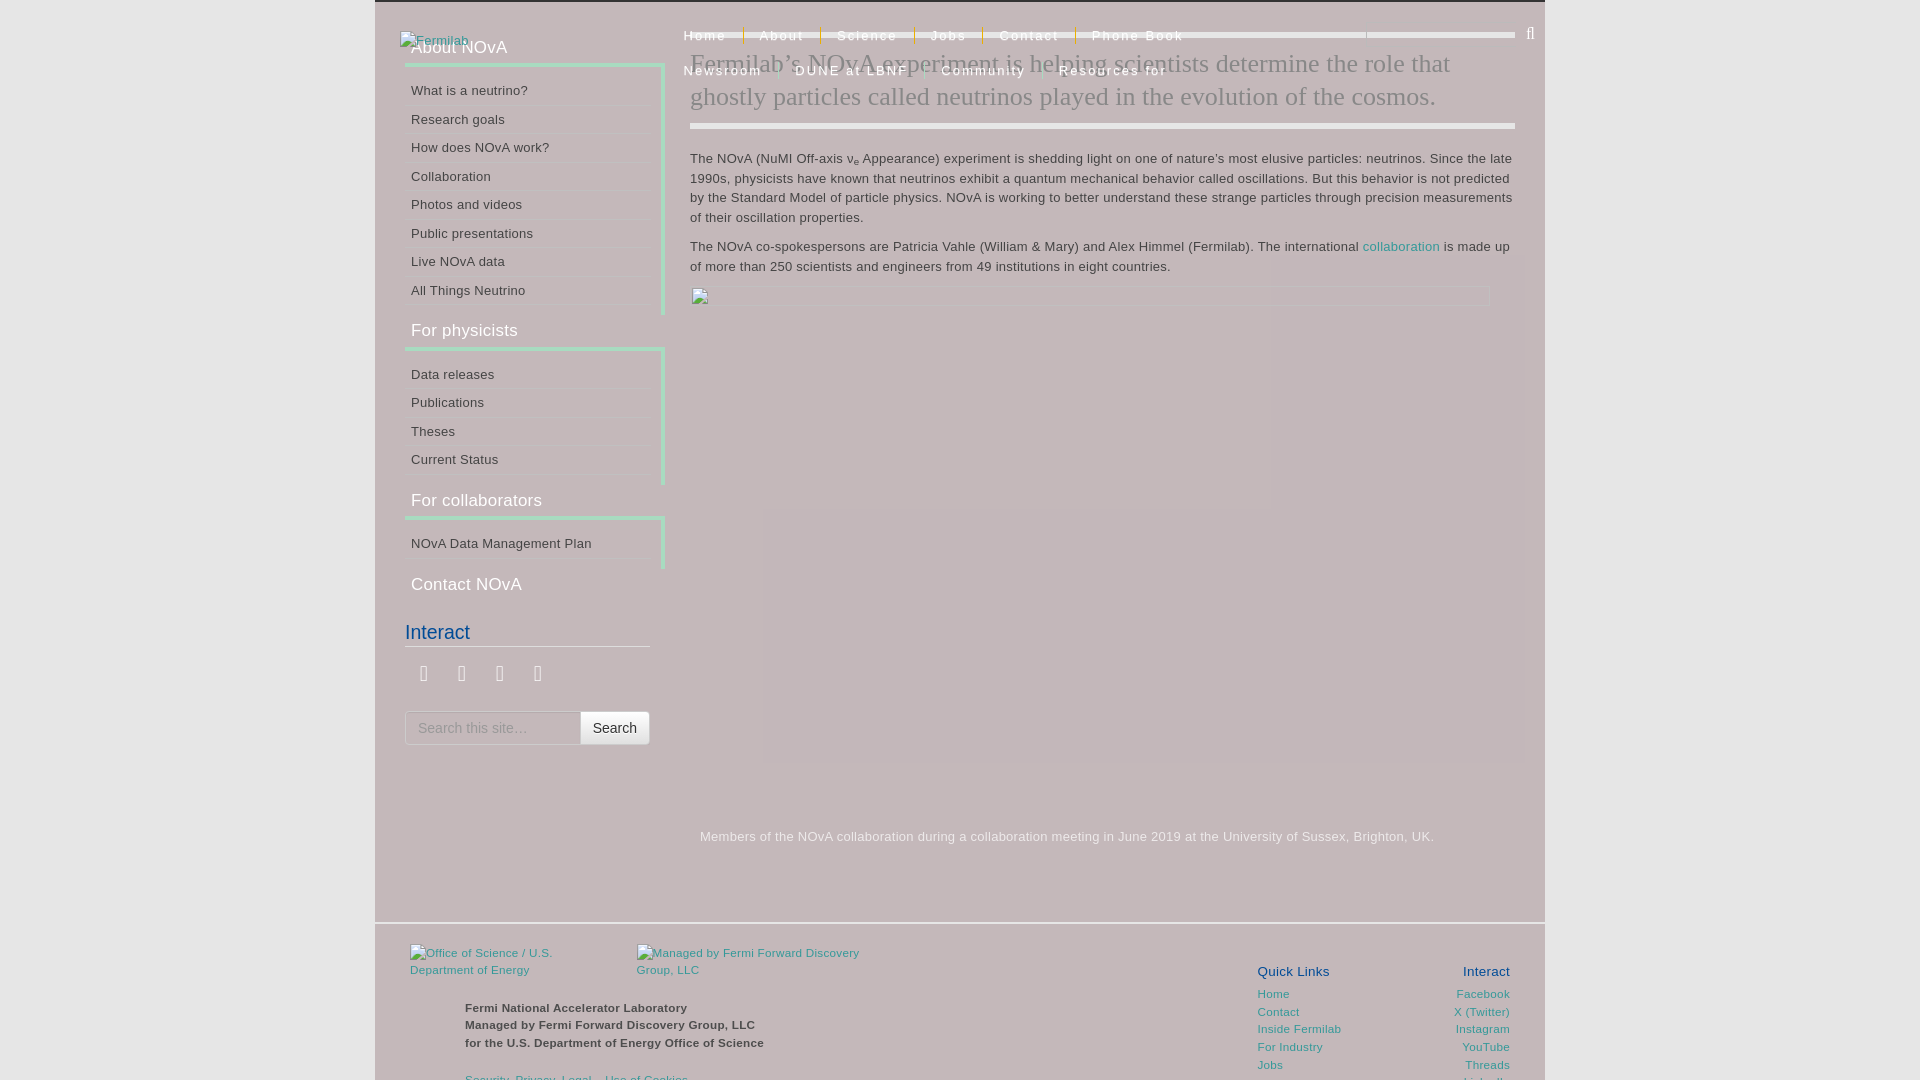 Fermilab
Home
About
Science
Jobs
Contact
Phone Book
Newsroom
DUNE at LBNF
Community
Resources for
About NOvA
What is a neutrino?
Research goals
How does NOvA work?
Collaboration
Photos and videos
Public presentations
Live NOvA data
All Things Neutrino
For physicists
Data releases
Publications
Theses
Current Status
For collaborators
NOvA Data Management Plan
Contact NOvA
Interact
Search this site…
Search
Fermilab’s NOvA experiment is helping scientists determine the role that
ghostly particles called neutrinos played in the evolution of the cosmos.
The NOvA (NuMI Off-axis νe Appearance) experiment is shedding light on one of nature’s most elusive particles: neutrinos. Since the late
1990s, physicists have known that neutrinos exhibit a quantum mechanical behavior called oscillations. But this behavior is not predicted
by the Standard Model of particle physics. NOvA is working to better understand these strange particles through precision measurements
of their oscillation properties.
The NOvA co-spokespersons are Patricia Vahle (William & Mary) and Alex Himmel (Fermilab). The international collaboration is made up
of more than 250 scientists and engineers from 49 institutions in eight countries.
Members of the NOvA collaboration during a collaboration meeting in June 2019 at the University of Sussex, Brighton, UK.
Office of Science / U.S.
Department of Energy
Managed by Fermi Forward Discovery
Group, LLC
Fermi National Accelerator Laboratory
Managed by Fermi Forward Discovery Group, LLC
for the U.S. Department of Energy Office of Science
Security, Privacy, Legal
Use of Cookies
Quick Links
Home
Contact
Inside Fermilab
For Industry
Jobs
Interact
Facebook
X (Twitter)
Instagram
YouTube
Threads
LinkedIn